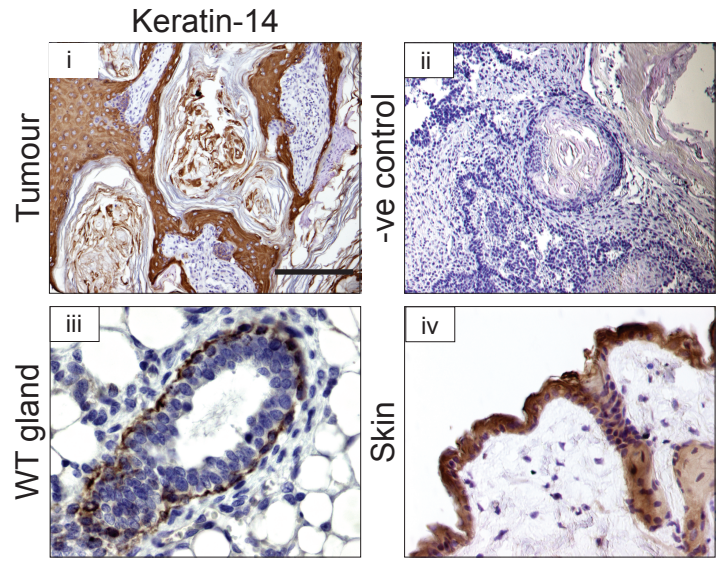 Keratin-14
i
Tumour
ii
-ve control
iii
WT gland
iv
Skin